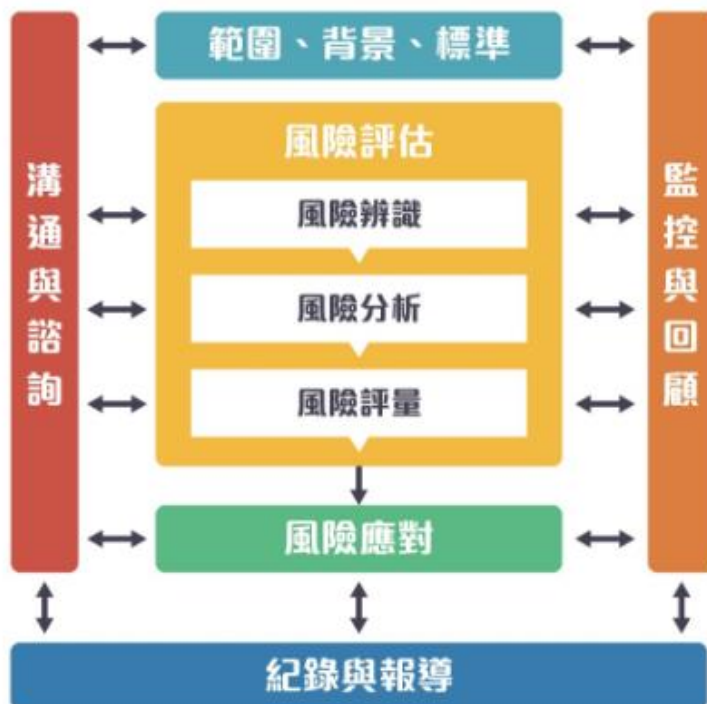 範圍、背景、標準
溝通與諮詢
風險評估
風險辨識
風險分析
風險評量
監控與回顧
風險應對
紀錄與報導